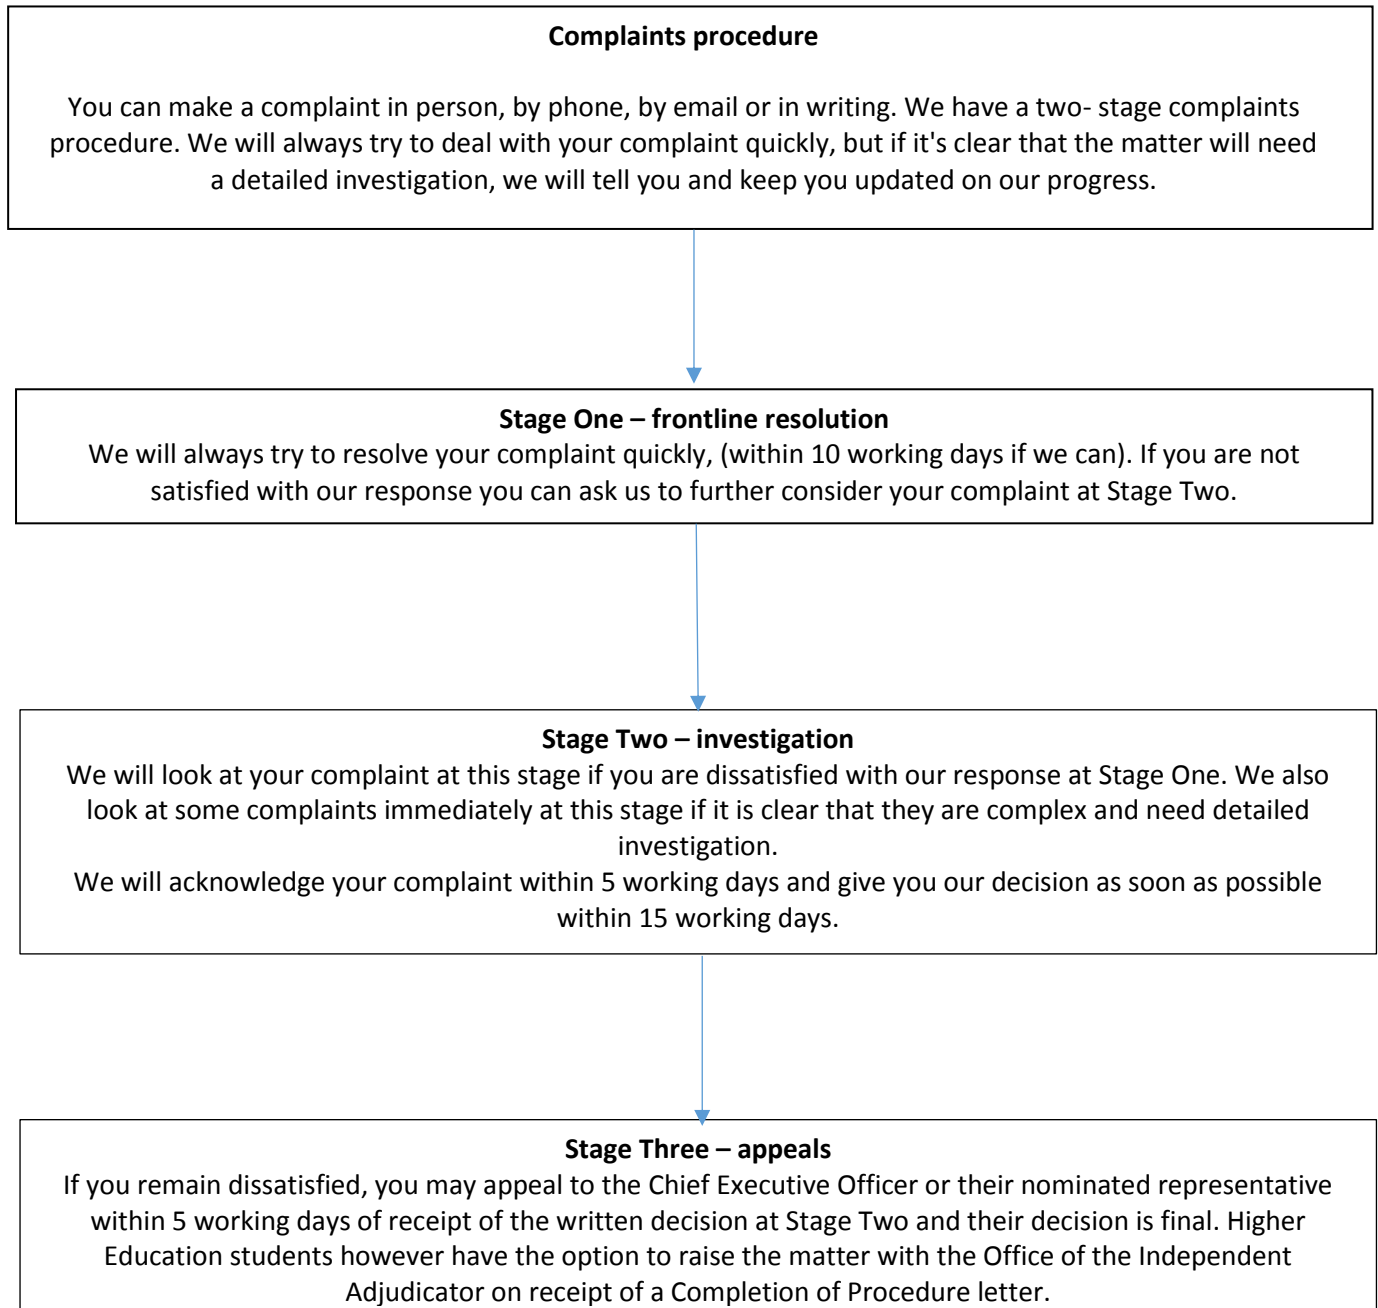 Complaints procedure
You can make a complaint in person, by phone, by email or in writing. We have a two- stage complaints
procedure. We will always try to deal with your complaint quickly, but if it's clear that the matter will need
a detailed investigation, we will tell you and keep you updated on our progress.
Stage One – frontline resolution
We will always try to resolve your complaint quickly, (within 10 working days if we can). If you are not
satisfied with our response you can ask us to further consider your complaint at Stage Two.
Stage Two – investigation
We will look at your complaint at this stage if you are dissatisfied with our response at Stage One. We also
look at some complaints immediately at this stage if it is clear that they are complex and need detailed
investigation.
We will acknowledge your complaint within 5 working days and give you our decision as soon as possible
within 15 working days.
Stage Three – appeals
If you remain dissatisfied, you may appeal to the Chief Executive Officer or their nominated representative
within 5 working days of receipt of the written decision at Stage Two and their decision is final. Higher
Education students however have the option to raise the matter with the Office of the Independent
Adjudicator on receipt of a Completion of Procedure letter.